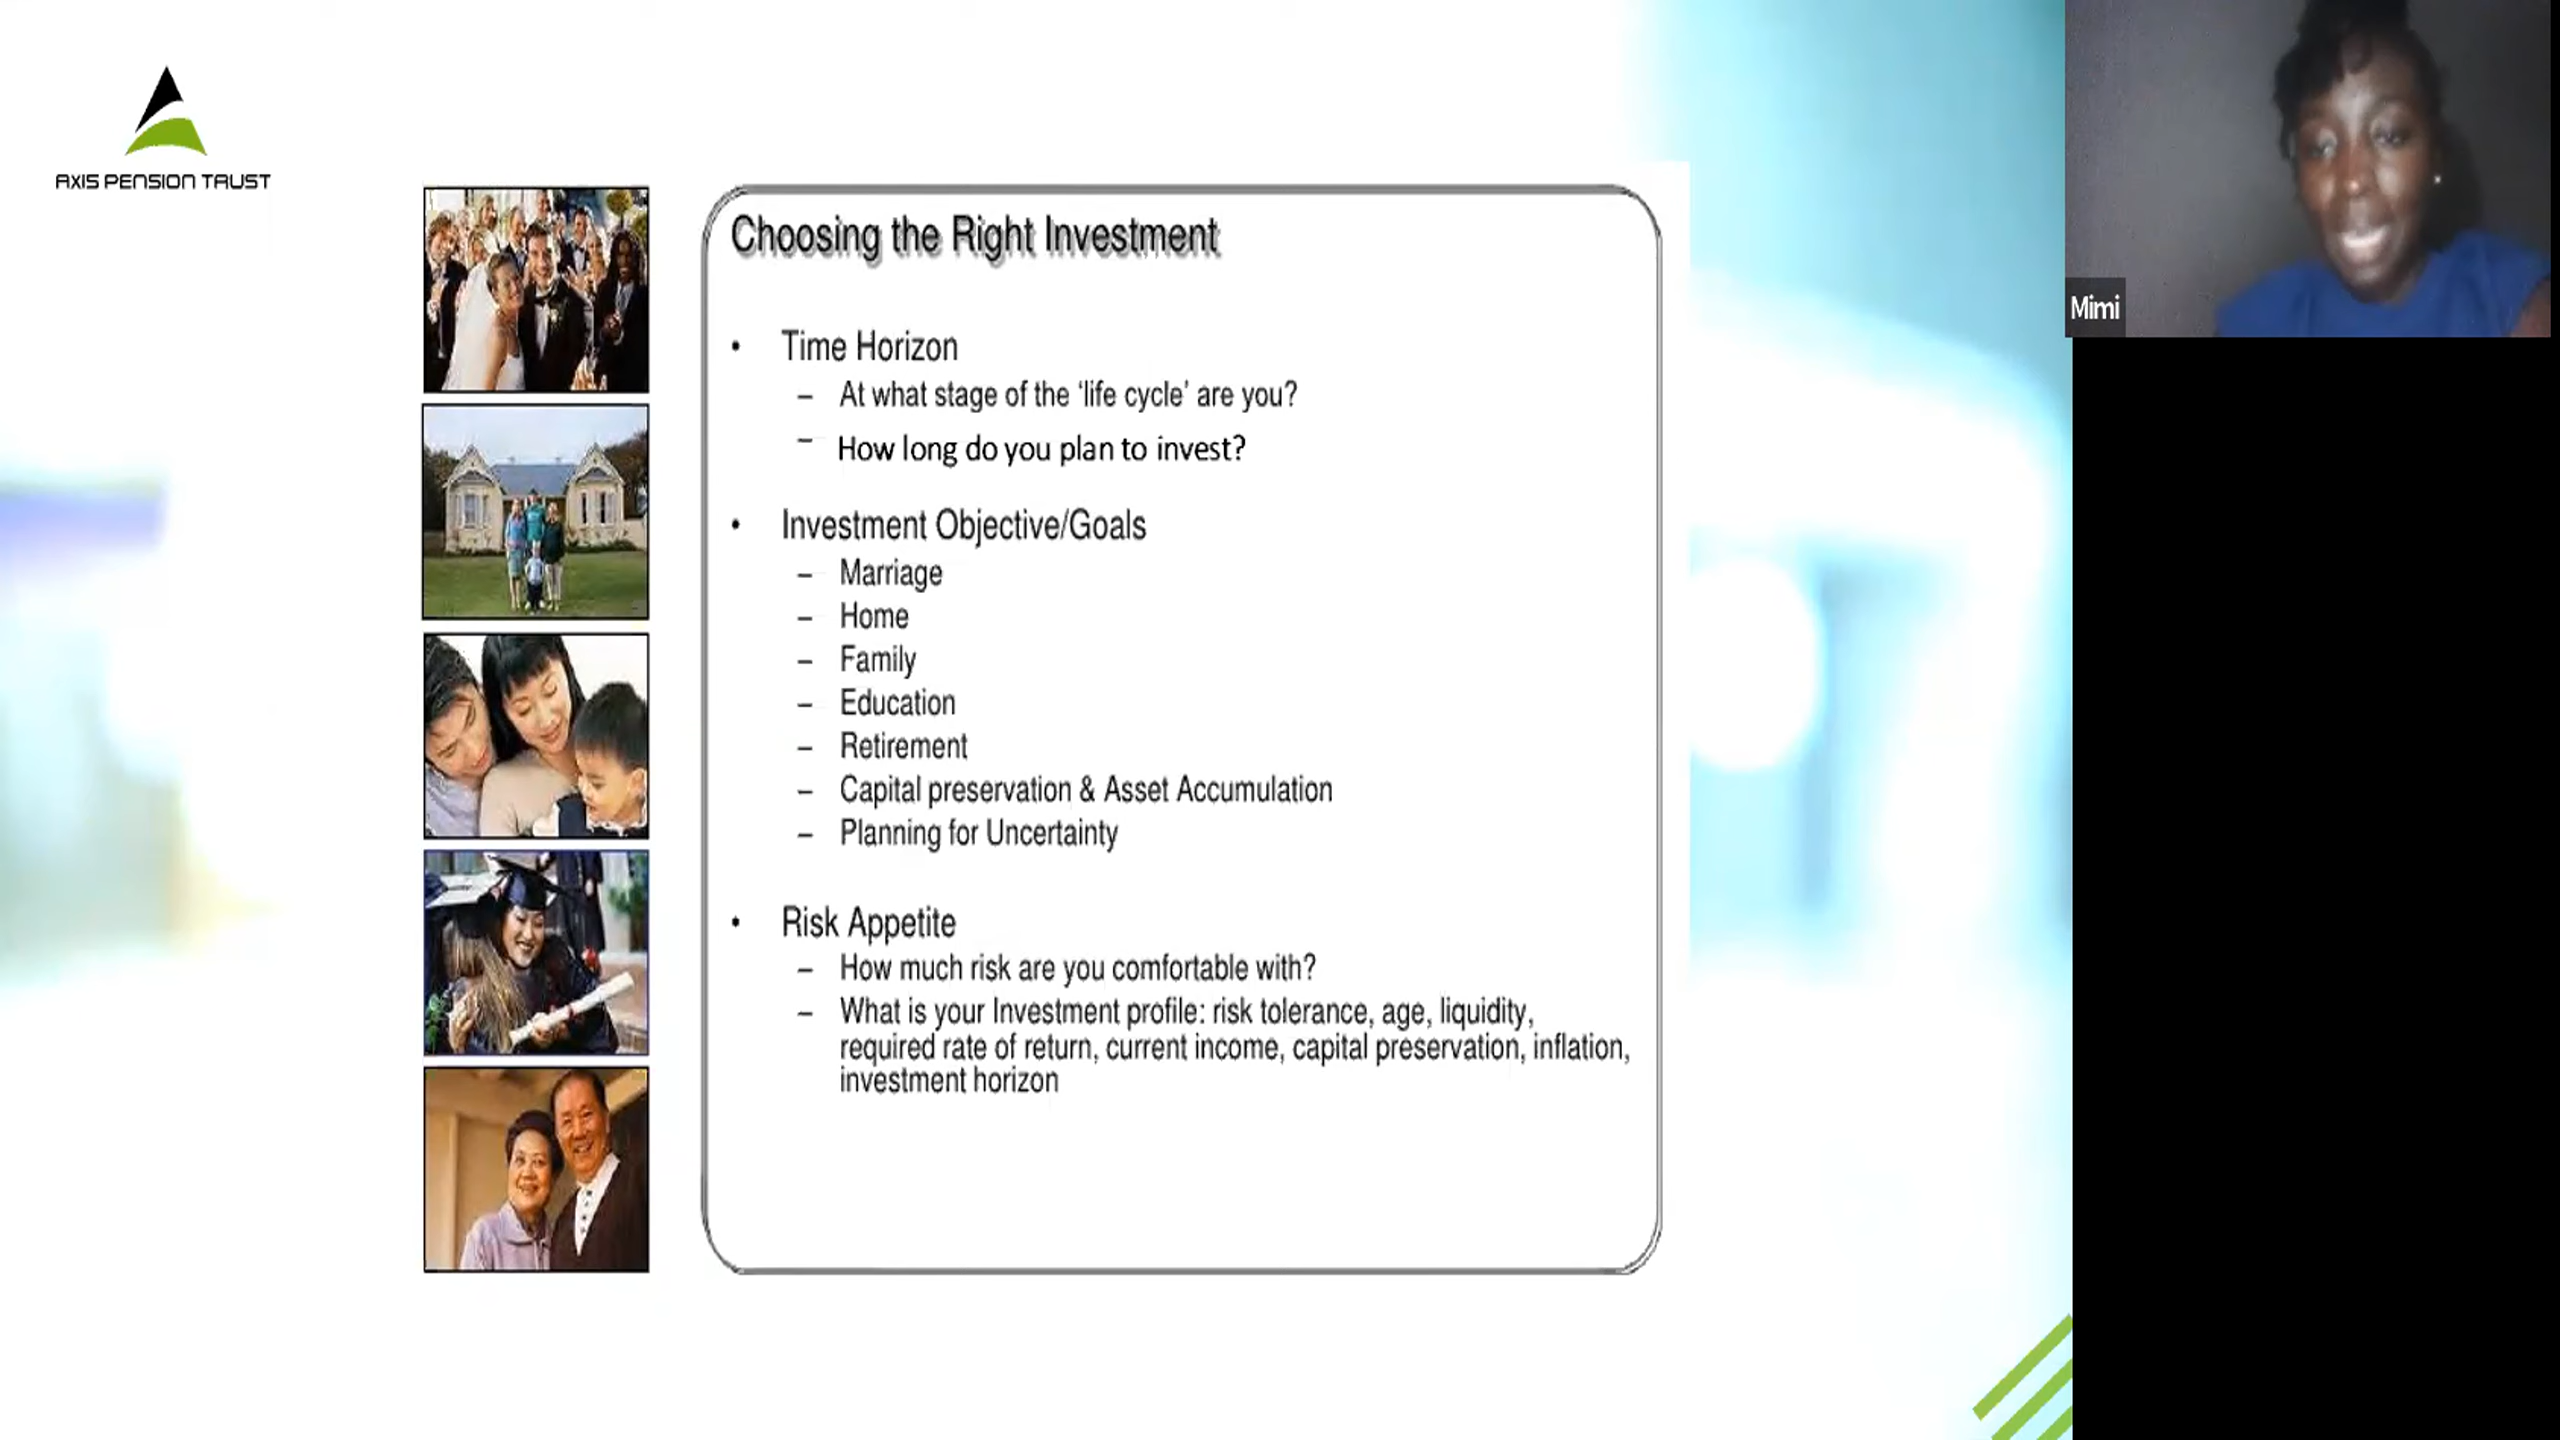 AXIS PENSION TRUST
Choosing the Right Investment
• Time Horizon
– At what stage of the ‘life cycle’ are you?
– How long do you plan to invest?
• Investment Objective/Goals
– Marriage
– Home
– Family
– Education
– Retirement
– Capital preservation & Asset Accumulation
– Planning for Uncertainty
• Risk Appetite
– How much risk are you comfortable with?
– What is your Investment profile: risk tolerance, age, liquidity,
required rate of return, current income, capital preservation, inflation,
investment horizon
Mimi